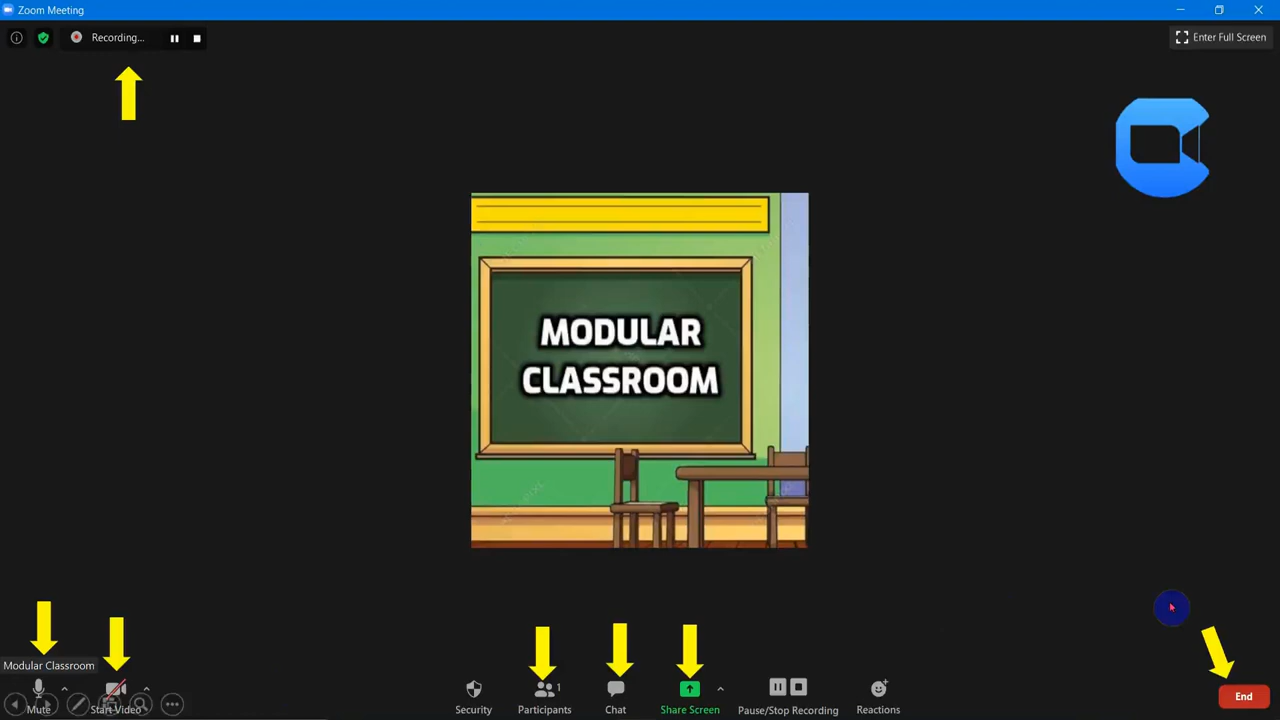 Zoom Meeting
Recording...
Enter Full Screen
MODULAR
CLASSROOM
Modular Classroom
Mute
Start Video
Security
Participants
1
Chat
Share Screen
Pause/Stop Recording
Reactions
End